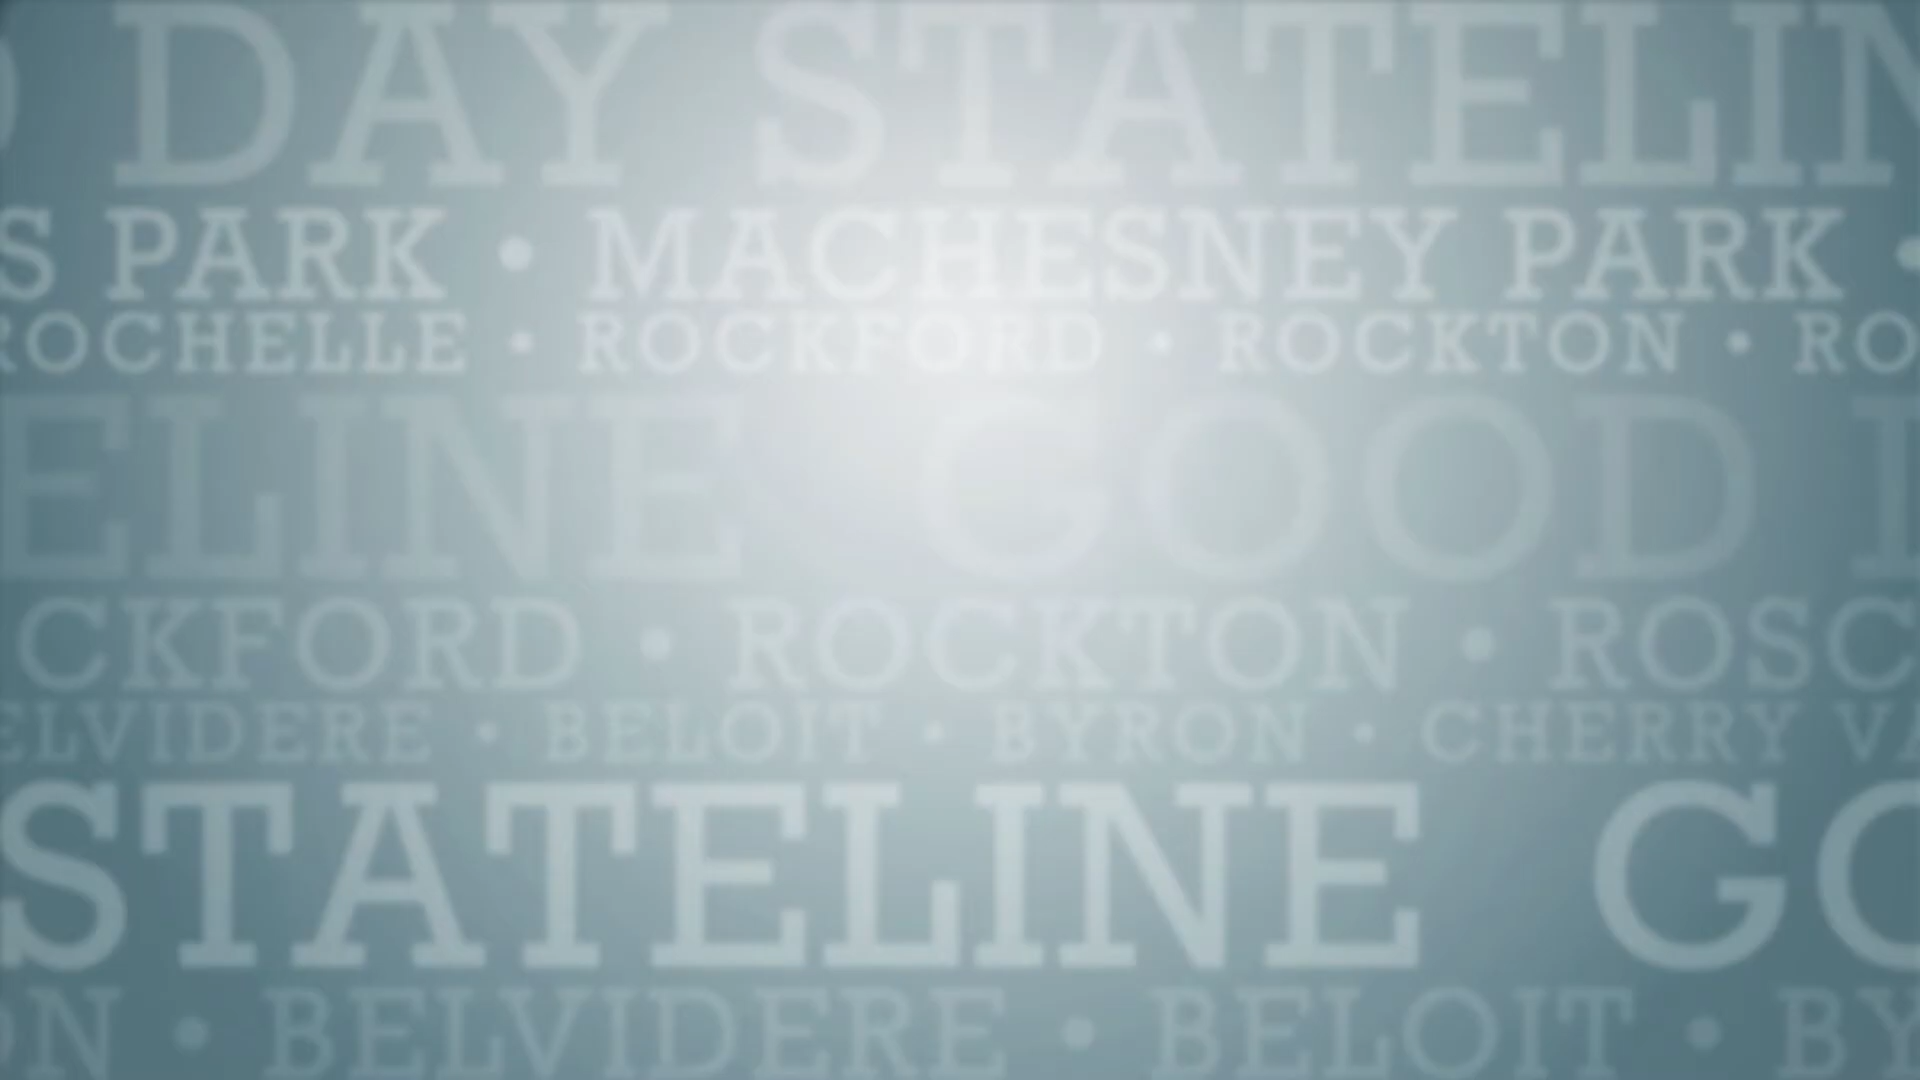 DAY STATELIN
S PARK • MACHESNEY PARK •
ROCHELLE • ROCKFORD • ROCKTON • RO
ELINE GOOD D
CKFORD • ROCKTON • ROSC
ELVIDERE • BELOIT • BYRON • CHERRY VA
STATELINE GO
ON • BELVIDERE • BELOIT • BY